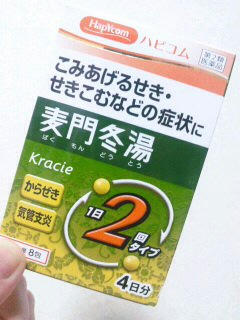 HapYcom ハピコム
第2類
医薬品
こみあげるせき・
せきこむなどの症状に
麦門冬湯
ばく もん どう とう
Kracie
からぜき
気管支炎
1日2回タイプ
8包
4日分